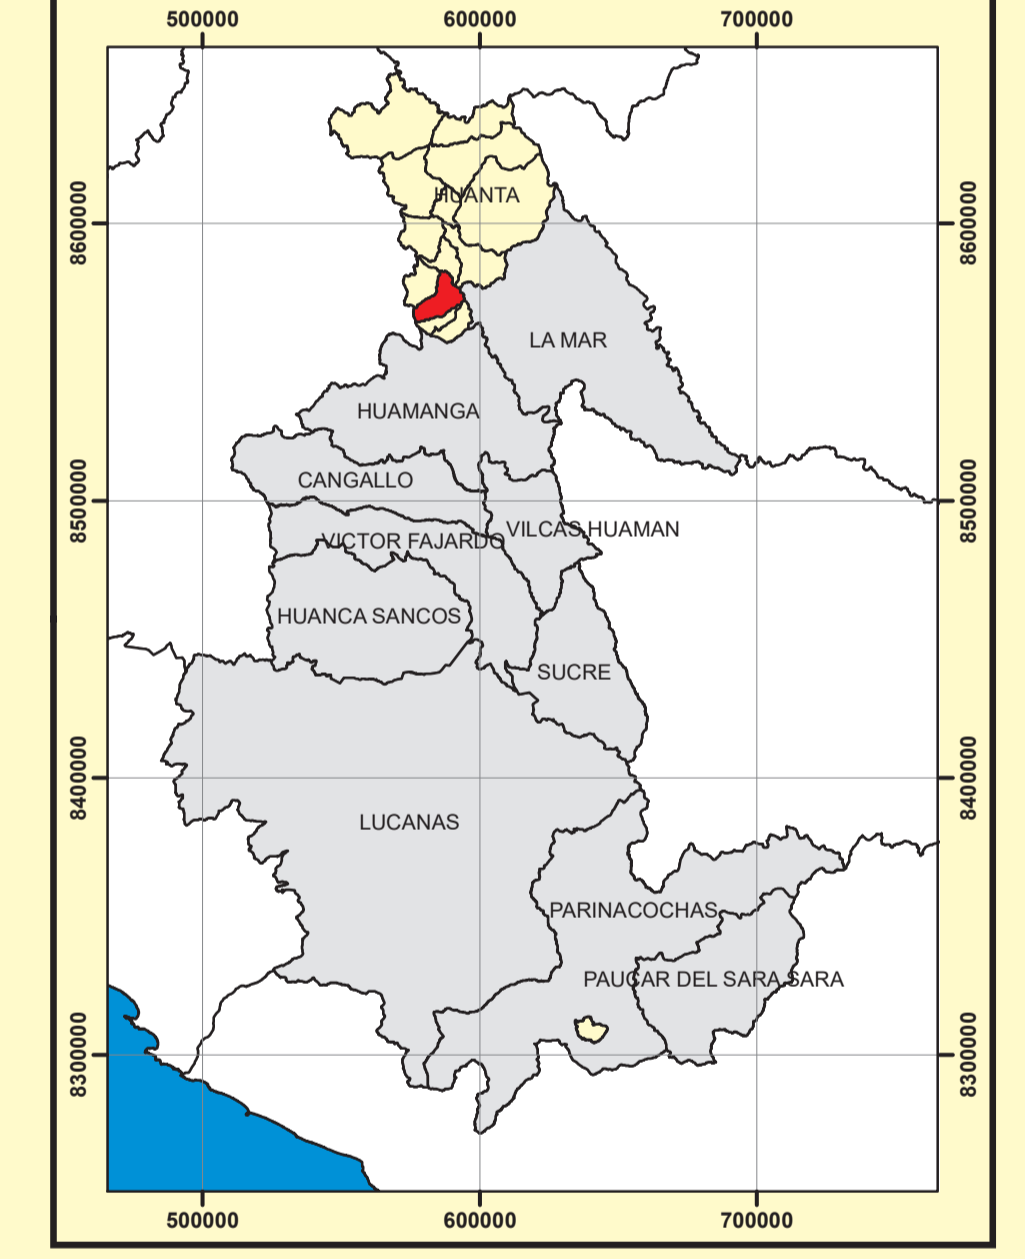 500000 600000 700000
HUANTA
8600000 8600000
LA MAR
HUAMANGA
CANGALLO
8500000 8500000
VILCAS HUAMAN
VICTOR FAJARDO
HUANCA SANCOS
SUCRE
8400000 8400000
LUCANAS
PARINACOCHAS
PAUCAR DEL SARA SARA
8300000 8300000
500000 600000 700000